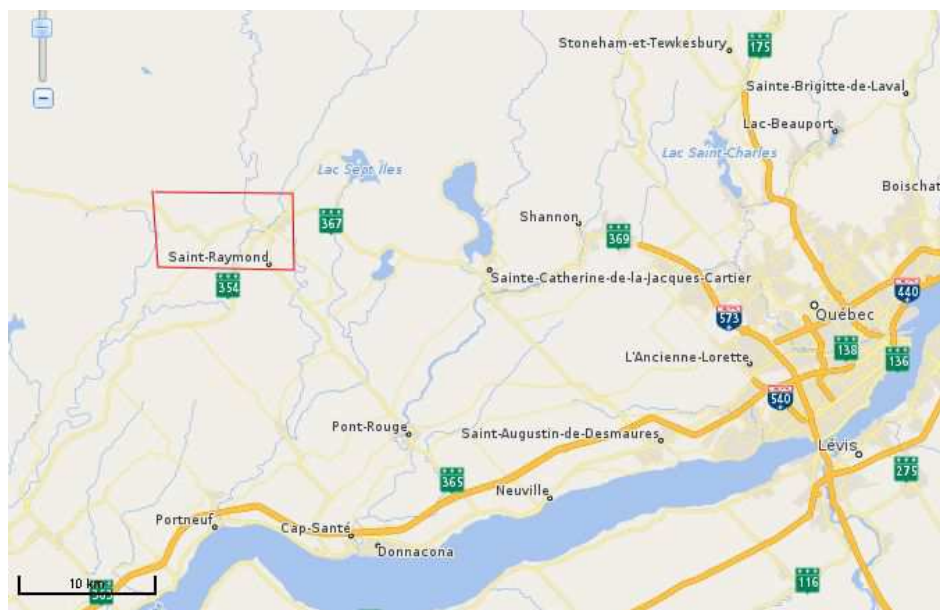 Stoneham-et-Tewkesbury
175
Sainte-Brigitte-de-Laval
Lac-Beauport
Lac Saint-Charles
Lac Sept Iles
Boischat
Shannon
367
369
Saint-Raymond
354
Sainte-Catherine-de-la-Jacques-Cartier
440
573
Québec
138
136
L'Ancienne-Lorette
540
Pont-Rouge
Saint-Augustin-de-Desmaures
Lévis
275
365
Neuville
Portneuf
Cap-Santé
Donnacona
10 km
116